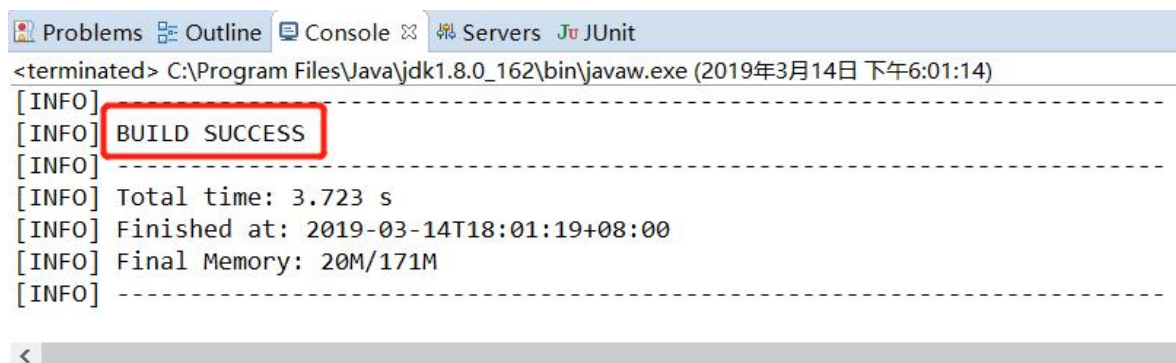 Problems Outline Console Servers JUnit
<terminated> C:\Program Files\Java\jdk1.8.0_162\bin\javaw.exe (2019年3月14日 下午6:01:14)
[INFO] ------------------------------------------------------------------------
[INFO] BUILD SUCCESS
[INFO] ------------------------------------------------------------------------
[INFO] Total time: 3.723 s
[INFO] Finished at: 2019-03-14T18:01:19+08:00
[INFO] Final Memory: 20M/171M
[INFO] ------------------------------------------------------------------------